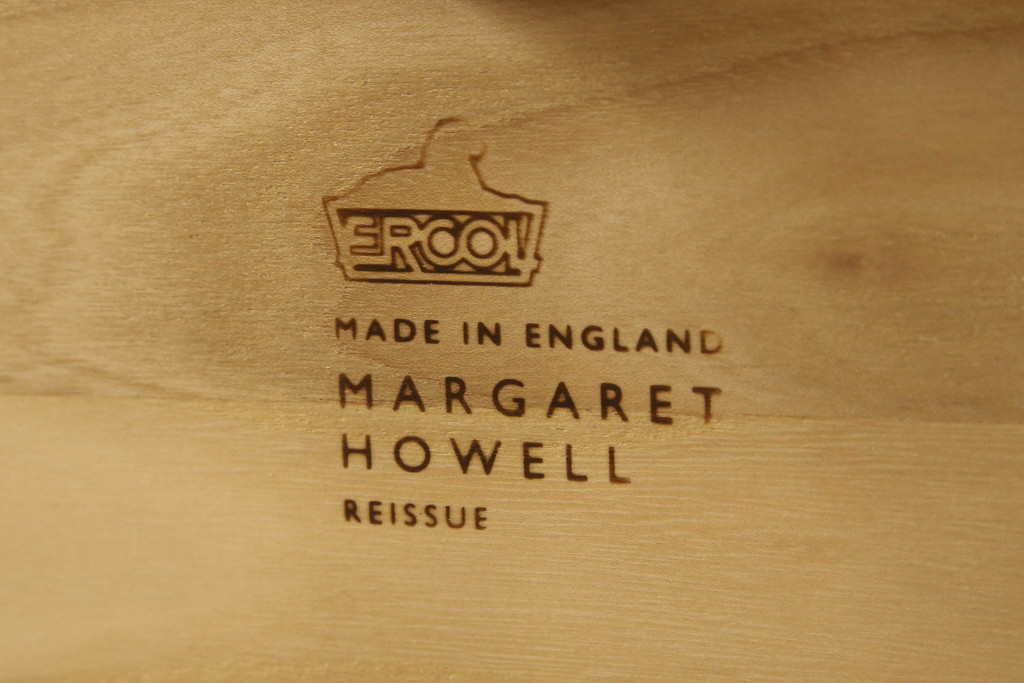 ERCOL
MADE IN ENGLAND
MARGARET
HOWELL
REISSUE